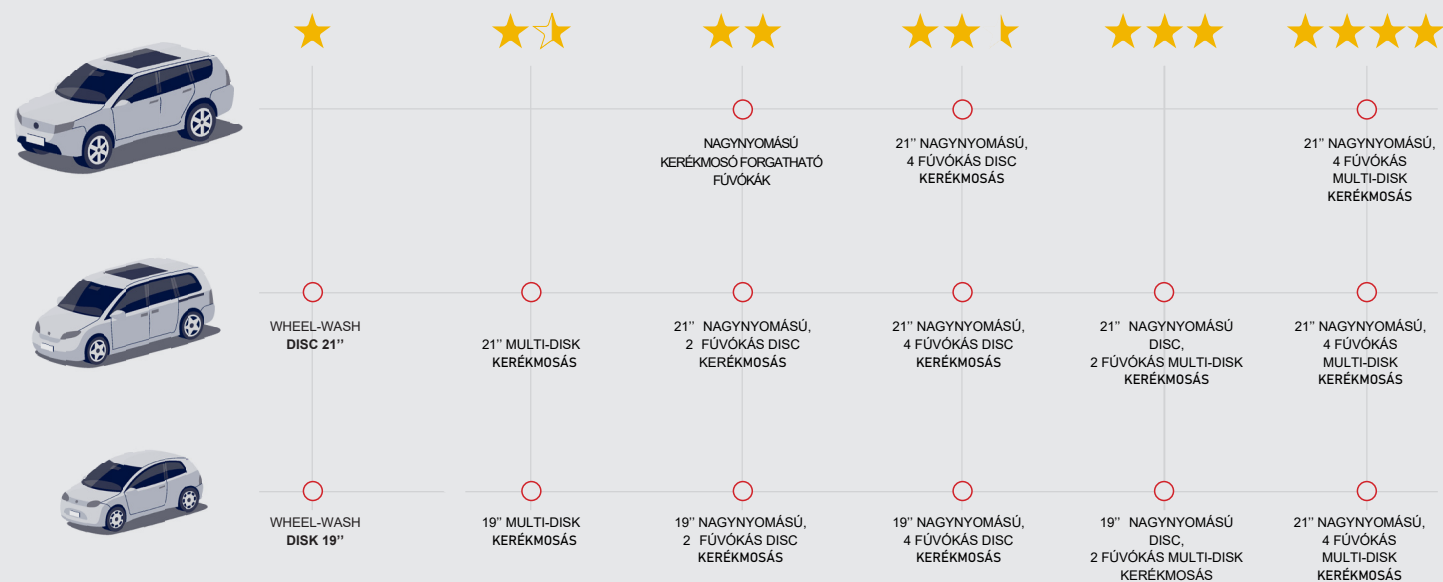 NAGYNYOMÁSÚ
KERÉKMOSÓ FORGATHATÓ
FÚVÓKÁK
21’’ NAGYNYOMÁSÚ,
4 FÚVÓKÁS DISC
KERÉKMOSÁS
21’’ NAGYNYOMÁSÚ,
4 FÚVÓKÁS
MULTI-DISK
KERÉKMOSÁS
WHEEL-WASH
DISC 21’’
21’’ MULTI-DISK
KERÉKMOSÁS
21’’ NAGYNYOMÁSÚ,
2 FÚVÓKÁS DISC
KERÉKMOSÁS
21’’ NAGYNYOMÁSÚ,
4 FÚVÓKÁS DISC
KERÉKMOSÁS
21’’ NAGYNYOMÁSÚ
DISC,
2 FÚVÓKÁS MULTI-DISK
KERÉKMOSÁS
21’’ NAGYNYOMÁSÚ,
4 FÚVÓKÁS
MULTI-DISK
KERÉKMOSÁS
WHEEL-WASH
DISK 19’’
19’’ MULTI-DISK
KERÉKMOSÁS
19’’ NAGYNYOMÁSÚ,
2 FÚVÓKÁS DISC
KERÉKMOSÁS
19’’ NAGYNYOMÁSÚ,
4 FÚVÓKÁS DISC
KERÉKMOSÁS
19’’ NAGYNYOMÁSÚ
DISC,
2 FÚVÓKÁS MULTI-DISK
KERÉKMOSÁS
21’’ NAGYNYOMÁSÚ,
4 FÚVÓKÁS
MULTI-DISK
KERÉKMOSÁS